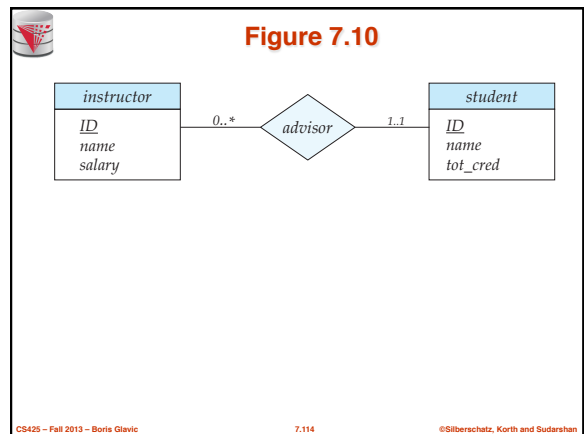 Figure 7.10
instructor
ID
name
salary
0..*
advisor
1..1
student
ID
name
tot_cred
CS425 – Fall 2013 – Boris Glavic
7.114
©Silberschatz, Korth and Sudarshan